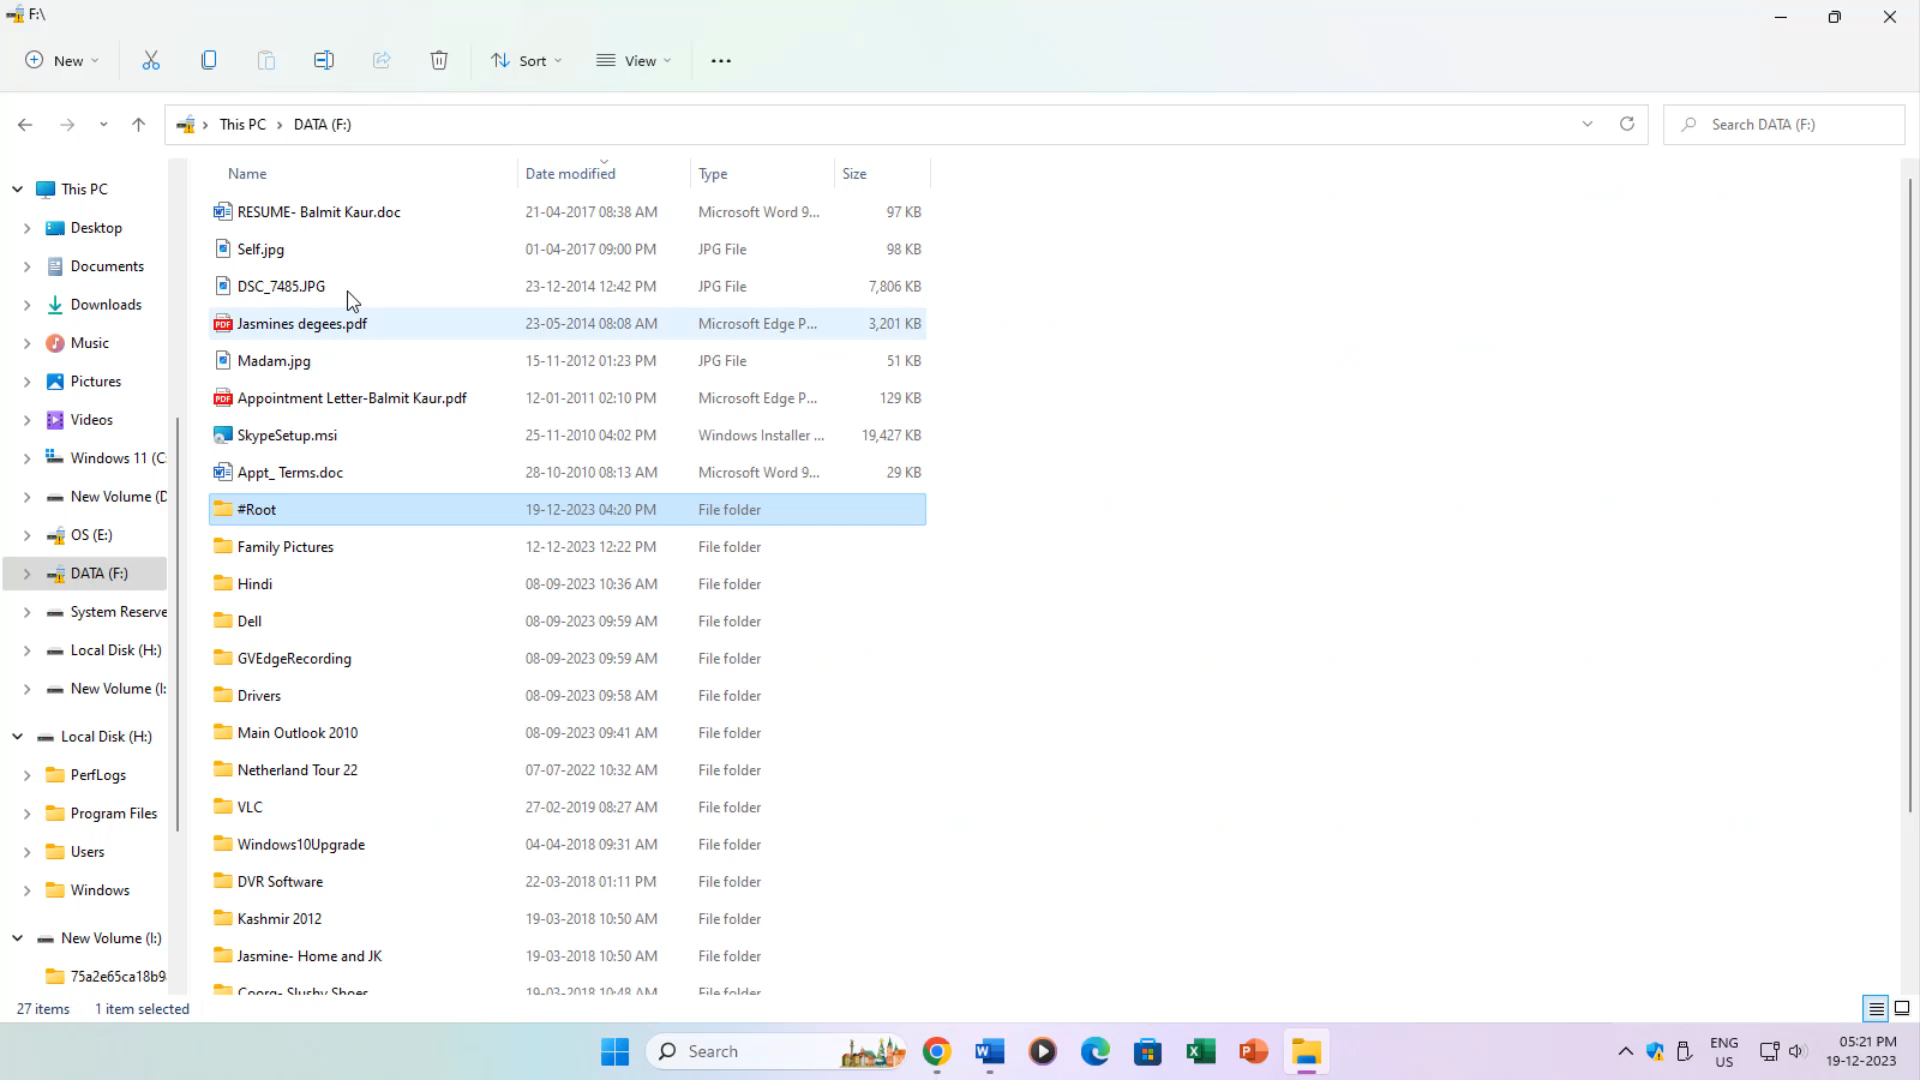 F:\
New
Sort
View
This PC
DATA (F:)
Search DATA (F:)
This PC
Desktop
Documents
Downloads
Music
Pictures
Videos
Windows 11 (C:
New Volume (D
OS (E:)
DATA (F:)
System Reserve
Local Disk (H:)
New Volume (I:
Local Disk (H:)
PerfLogs
Program Files
Users
Windows
New Volume (I:)
75a2e65ca18b9
Name Date modified Type Size
RESUME- Balmit Kaur.doc 21-04-2017 08:38 AM Microsoft Word 9... 97 KB
Self.jpg 01-04-2017 09:00 PM JPG File 98 KB
DSC_7485.JPG 23-12-2014 12:42 PM JPG File 7,806 KB
Jasmines degees.pdf 23-05-2014 08:08 AM Microsoft Edge P... 3,201 KB
Madam.jpg 15-11-2012 01:23 PM JPG File 51 KB
Appointment Letter-Balmit Kaur.pdf 12-01-2011 02:10 PM Microsoft Edge P... 129 KB
SkypeSetup.msi 25-11-2010 04:02 PM Windows Installer ... 19,427 KB
Appt_ Terms.doc 28-10-2010 08:13 AM Microsoft Word 9... 29 KB
#Root 19-12-2023 04:20 PM File folder
Family Pictures 12-12-2023 12:22 PM File folder
Hindi 08-09-2023 10:36 AM File folder
Dell 08-09-2023 09:59 AM File folder
GVEdgeRecording 08-09-2023 09:59 AM File folder
Drivers 08-09-2023 09:58 AM File folder
Main Outlook 2010 08-09-2023 09:41 AM File folder
Netherland Tour 22 07-07-2022 10:32 AM File folder
VLC 27-02-2019 08:27 AM File folder
Windows10Upgrade 04-04-2018 09:31 AM File folder
DVR Software 22-03-2018 01:11 PM File folder
Kashmir 2012 19-03-2018 10:50 AM File folder
Jasmine- Home and JK 19-03-2018 10:50 AM File folder
Coorg- Slushy Shoes 19-03-2018 10:48 AM File folder
27 items 1 item selected
Search
ENG
US
05:21 PM
19-12-2023